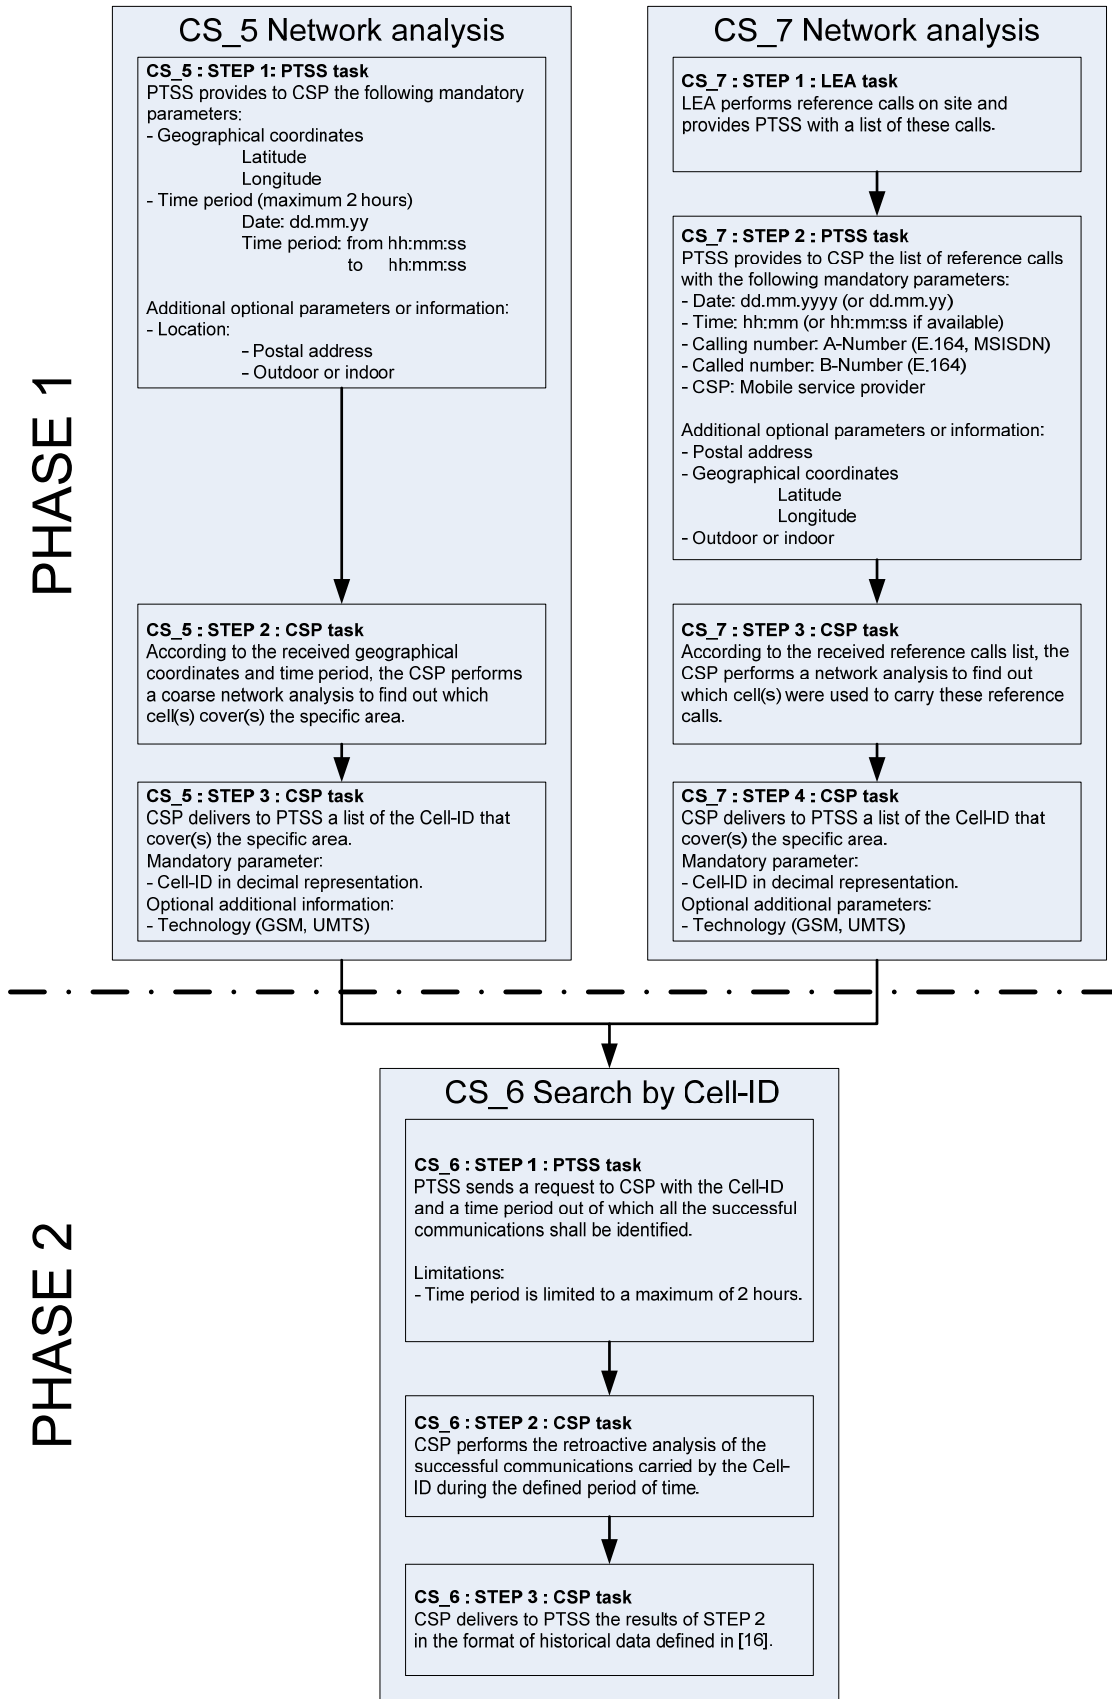 PHASE 1
CS_5 Network analysis
CS_5 : STEP 1: PTSS task
PTSS provides to CSP the following mandatory
parameters:
- Geographical coordinates
Latitude
Longitude
- Time period (maximum 2 hours)
Date: dd.mm.yy
Time period: from hh:mm:ss
to hh:mm:ss
Additional optional parameters or information:
- Location:
- Postal address
- Outdoor or indoor
CS_5 : STEP 2 : CSP task
According to the received geographical
coordinates and time period, the CSP performs
a coarse network analysis to find out which
cell(s) cover(s) the specific area.
CS_5 : STEP 3 : CSP task
CSP delivers to PTSS a list of the Cell-ID that
cover(s) the specific area.
Mandatory parameter:
- Cell-ID in decimal representation.
Optional additional information:
- Technology (GSM, UMTS)
CS_7 Network analysis
CS_7 : STEP 1 : LEA task
LEA performs reference calls on site and
provides PTSS with a list of these calls.
CS_7 : STEP 2 : PTSS task
PTSS provides to CSP the list of reference calls
with the following mandatory parameters:
- Date: dd.mm.yyyy (or dd.mm.yy)
- Time: hh:mm (or hh:mm:ss if available)
- Calling number: A-Number (E.164, MSISDN)
- Called number: B-Number (E.164)
- CSP: Mobile service provider
Additional optional parameters or information:
- Postal address
- Geographical coordinates
Latitude
Longitude
- Outdoor or indoor
CS_7 : STEP 3 : CSP task
According to the received reference calls list, the
CSP performs a network analysis to find out
which cell(s) were used to carry these reference
calls.
CS_7 : STEP 4 : CSP task
CSP delivers to PTSS a list of the Cell-ID that
cover(s) the specific area.
Mandatory parameter:
- Cell-ID in decimal representation.
Optional additional parameters:
- Technology (GSM, UMTS)
PHASE 2
CS_6 Search by Cell-ID
CS_6 : STEP 1 : PTSS task
PTSS sends a request to CSP with the Cell-ID
and a time period out of which all the successful
communications shall be identified.
Limitations:
- Time period is limited to a maximum of 2 hours.
CS_6 : STEP 2 : CSP task
CSP performs the retroactive analysis of the
successful communications carried by the Cell-
ID during the defined period of time.
CS_6 : STEP 3 : CSP task
CSP delivers to PTSS the results of STEP 2
in the format of historical data defined in [16].